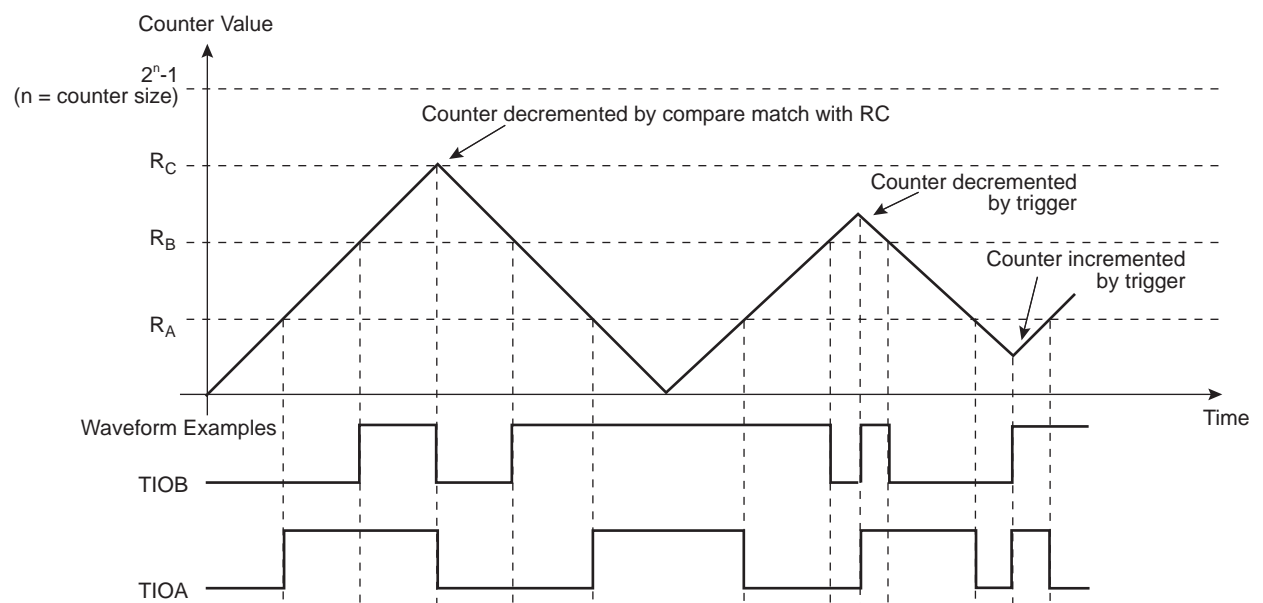 Counter Value
2ⁿ-1
(n = counter size)
Counter decremented by compare match with RC
R_C
Counter decremented
by trigger
R_B
Counter incremented
by trigger
R_A
Time
Waveform Examples
TIOB
TIOA